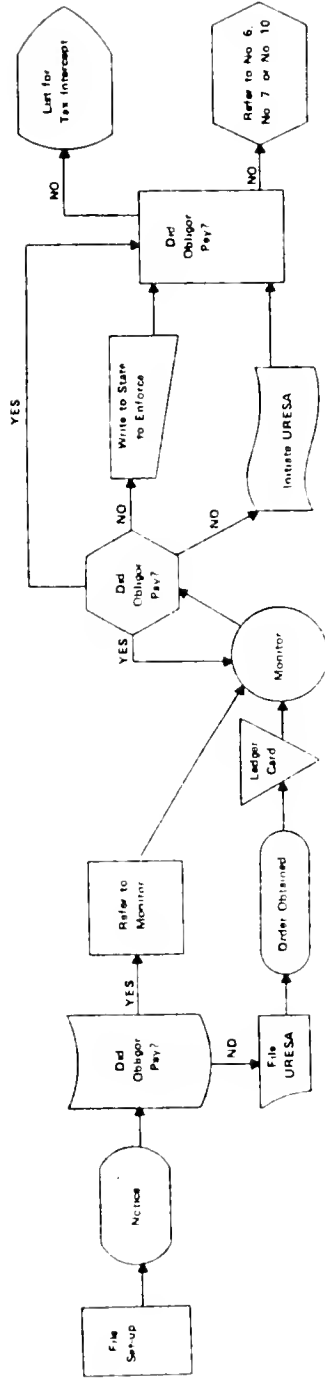 File
Set-up
Notice
Did
Obligor
Pay?
YES
Refer to
Monitor
NO
File
URESA
Order Obtained
Ledger
Card
Monitor
YES
Did
Obligor
Pay?
YES
NO
Write to State
to Enforce
NO
Initiate URESA
Did
Obligor
Pay?
NO
List for
Tax Intercept
NO
Refer to No 6,
No 7 or No 10